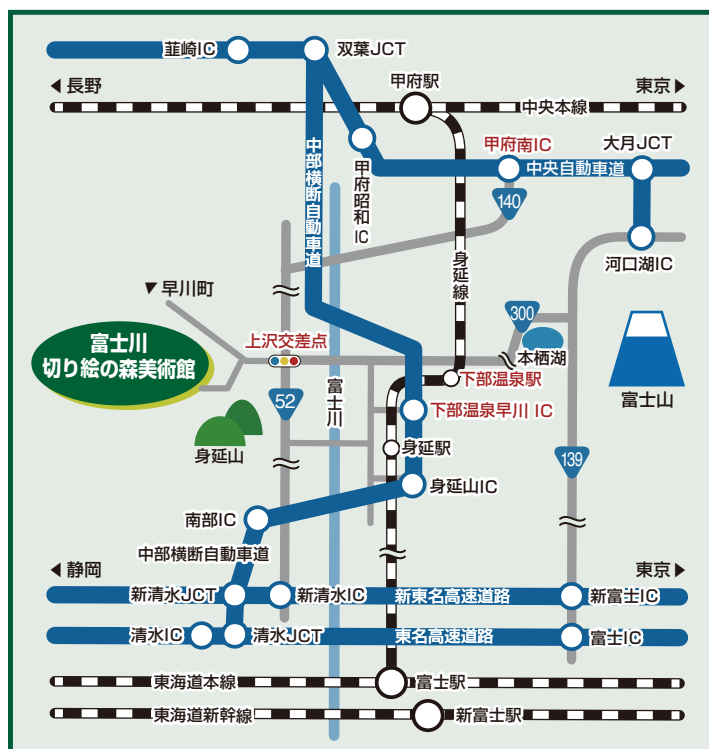 韮崎IC
双葉JCT
長野
甲府駅
東京
中央本線
甲府南IC
大月JCT
中央自動車道
甲府昭和IC
中部横断自動車道
140
身延線
河口湖IC
早川町
300
上沢交差点
本栖湖
富士川
切り絵の森美術館
下部温泉駅
富士山
52
富士川
下部温泉早川 IC
身延山
身延駅
139
身延山IC
南部IC
中部横断自動車道
静岡
東京
新清水JCT
新清水IC
新東名高速道路
新富士IC
清水IC
清水JCT
東名高速道路
富士IC
東海道本線
富士駅
東海道新幹線
新富士駅